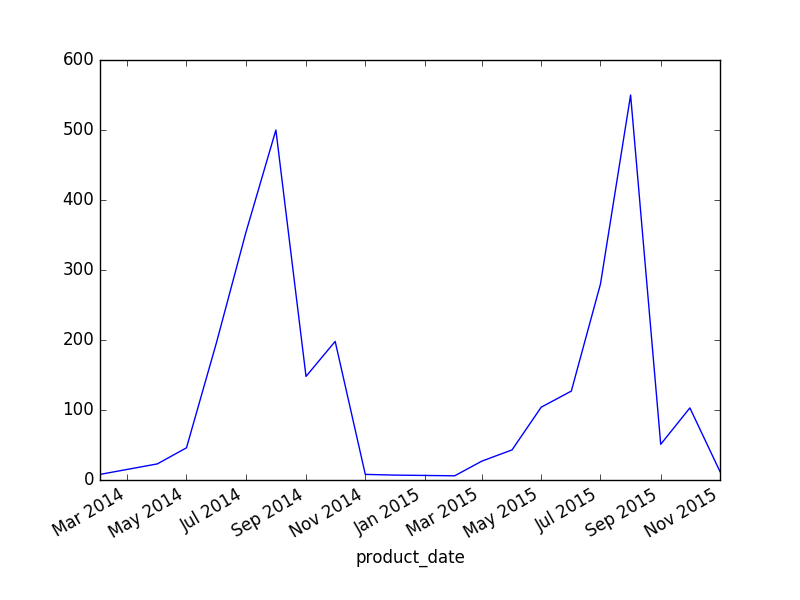 600
500
400
300
200
100
0
Mar 2014
May 2014
Jul 2014
Sep 2014
Nov 2014
Jan 2015
Mar 2015
May 2015
Jul 2015
Sep 2015
Nov 2015
product_date